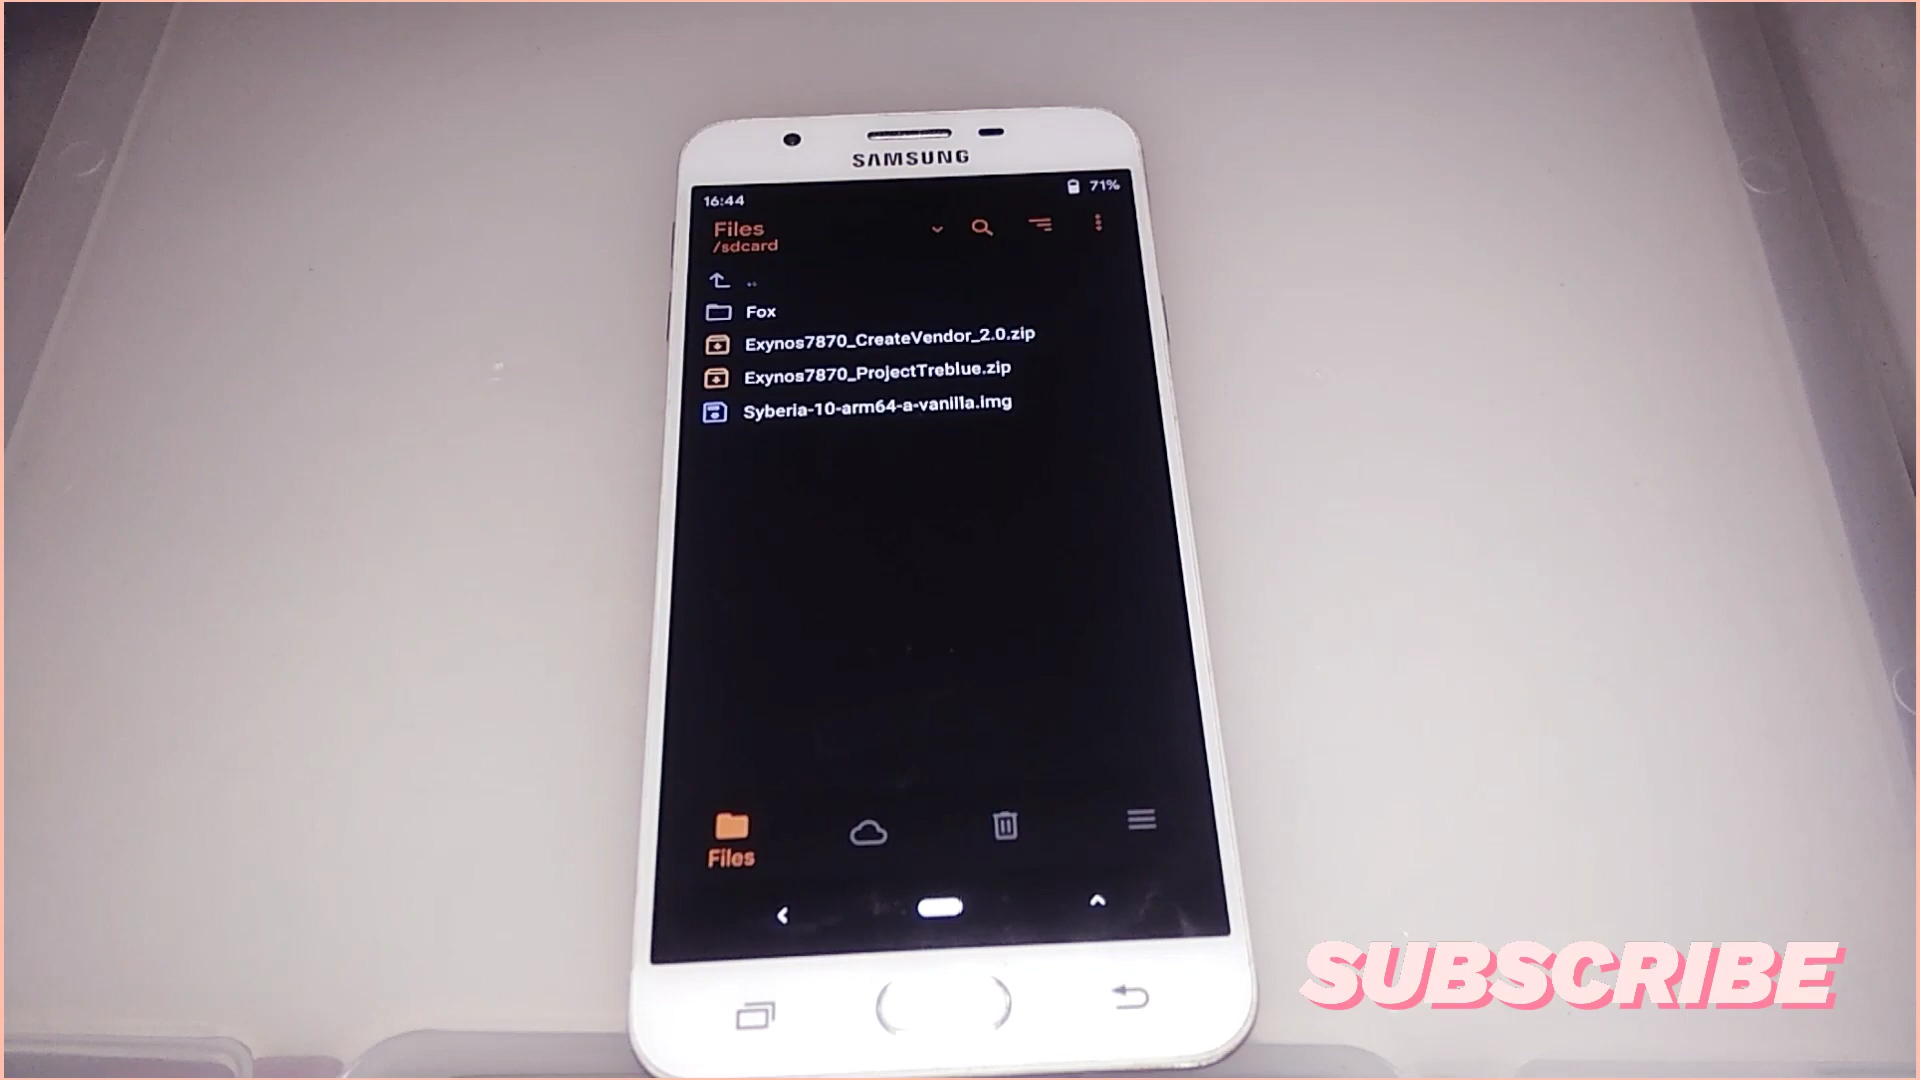 SAMSUNG
16:44
71%
Files
/sdcard
..
Fox
Exynos7870_CreateVendor_2.0.zip
Exynos7870_ProjectTreblue.zip
Syberia-10-arm64-a-vanilla.img
Files
SUBSCRIBE